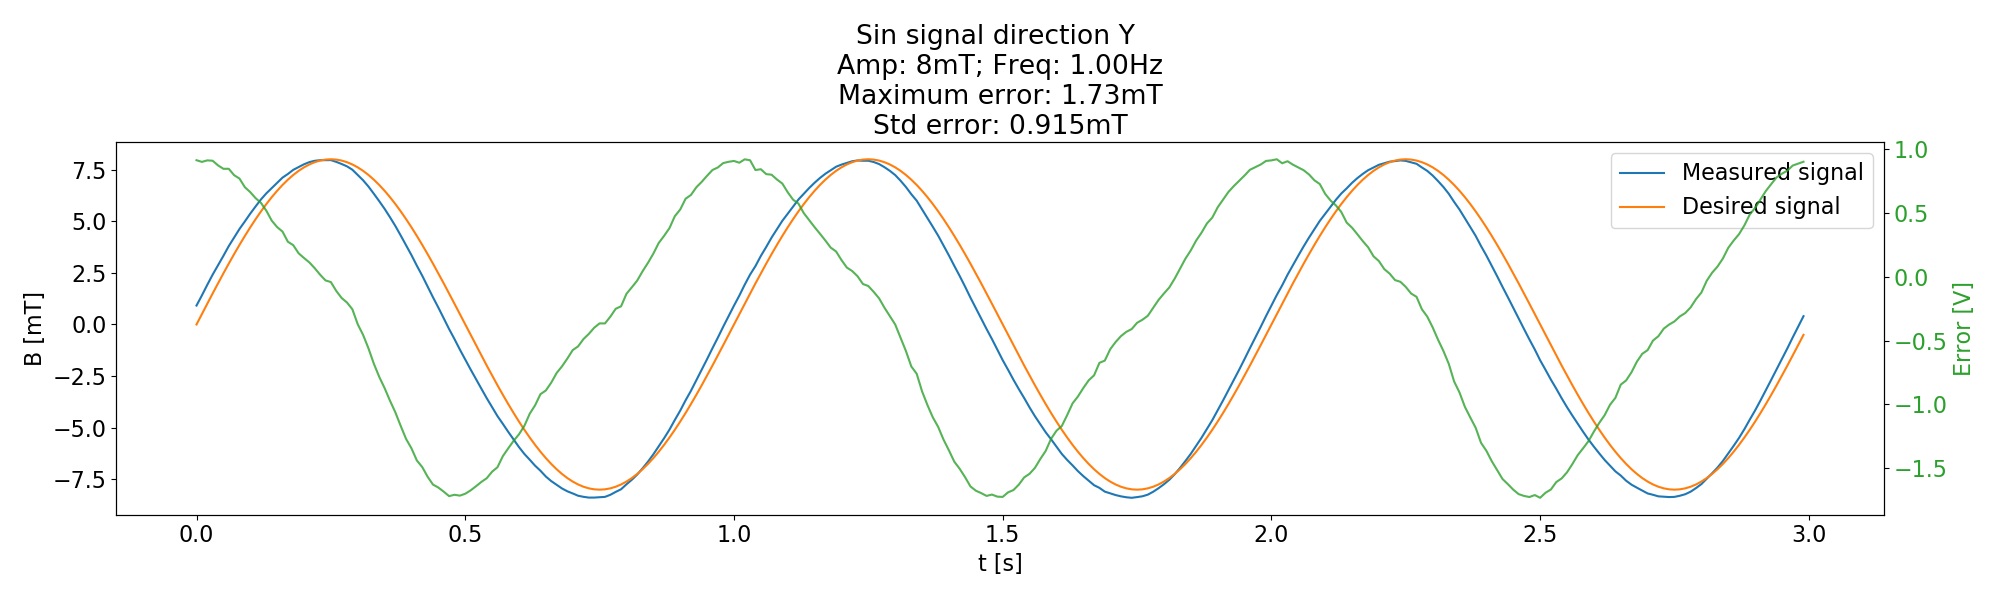 Sin signal direction Y
Amp: 8mT; Freq: 1.00Hz
Maximum error: 1.73mT
Std error: 0.915mT
Measured signal
Desired signal
B [mT]
7.5
5.0
2.5
0.0
−2.5
−5.0
−7.5
1.0
0.5
0.0
−0.5
−1.0
−1.5
Error [V]
0.0 0.5 1.0 1.5 2.0 2.5 3.0
t [s]